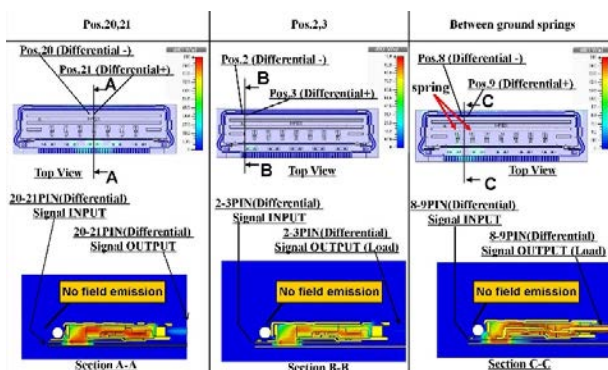 Pos.20,21
Pos.20 (Differential -)
Pos.21 (Differential+)
A
Top View
A
20-21PIN(Differential)
Signal INPUT
20-21PIN(Differential)
Signal OUTPUT
No field emission
Section A-A
Pos.2,3
Pos.2 (Differential -)
B
Pos.3 (Differential+)
Top View
B
2-3PIN(Differential)
Signal INPUT
2-3PIN(Differential)
Signal OUTPUT (Load)
No field emission
Section B-B
Between ground springs
Pos.8 (Differential -)
Pos.9 (Differential+)
spring
C
Top View
C
8-9PIN(Differential)
Signal INPUT
8-9PIN(Differential)
Signal OUTPUT (Load)
No field emission
Section C-C